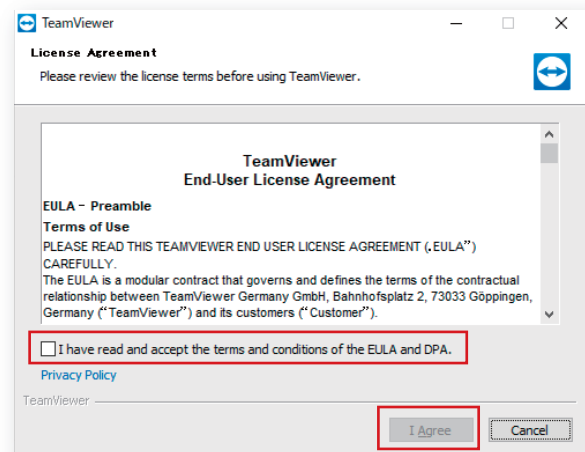 TeamViewer
License Agreement
Please review the license terms before using TeamViewer.
TeamViewer
End-User License Agreement
EULA – Preamble
Terms of Use
PLEASE READ THIS TEAMVIEWER END USER LICENSE AGREEMENT („EULA”)
CAREFULLY.
The EULA is a modular contract that governs and defines the terms of the contractual
relationship between TeamViewer Germany GmbH, Bahnhofsplatz 2, 73033 Göppingen,
Germany (“TeamViewer”) and its customers (“Customer”).
I have read and accept the terms and conditions of the EULA and DPA.
Privacy Policy
TeamViewer
I Agree
Cancel